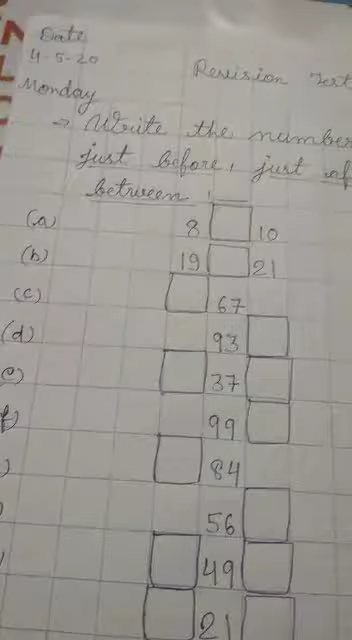 Date
4-5-20
Revision Test
Monday
→ Write the number
just before, just af
between
(a) 8 10
(b) 19 21
(c) 67
(d) 93
e) 37
f) 99
) 84
) 56
) 49
21